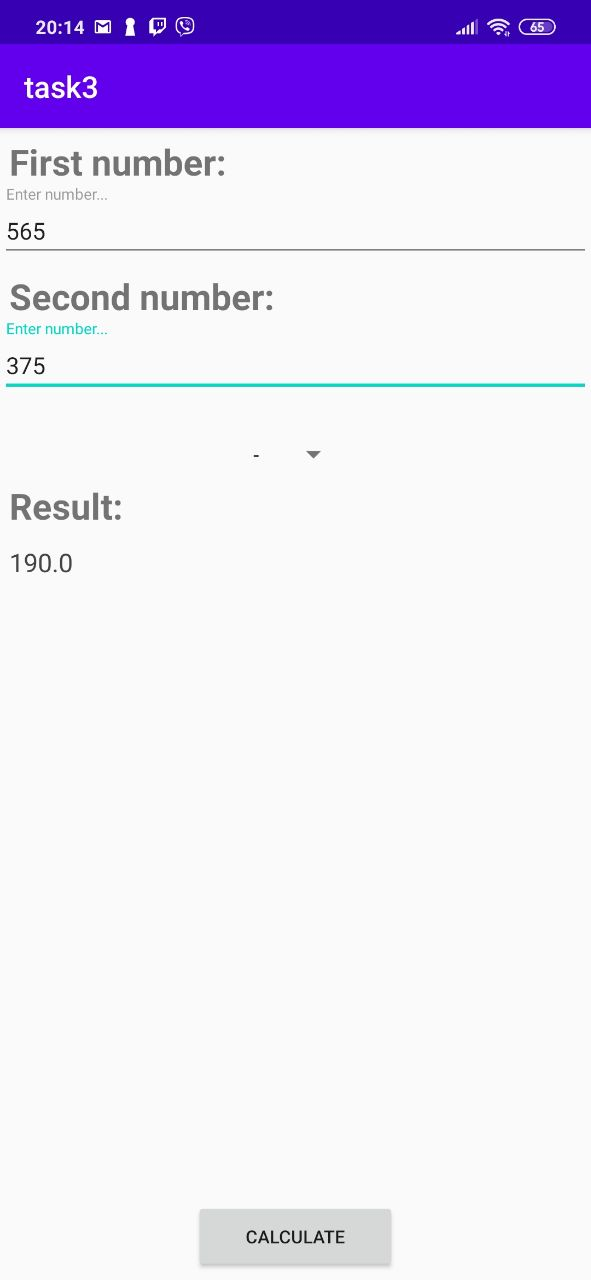 20:14 65
task3
First number:
Enter number...
565
Second number:
Enter number...
375
-
Result:
190.0
CALCULATE